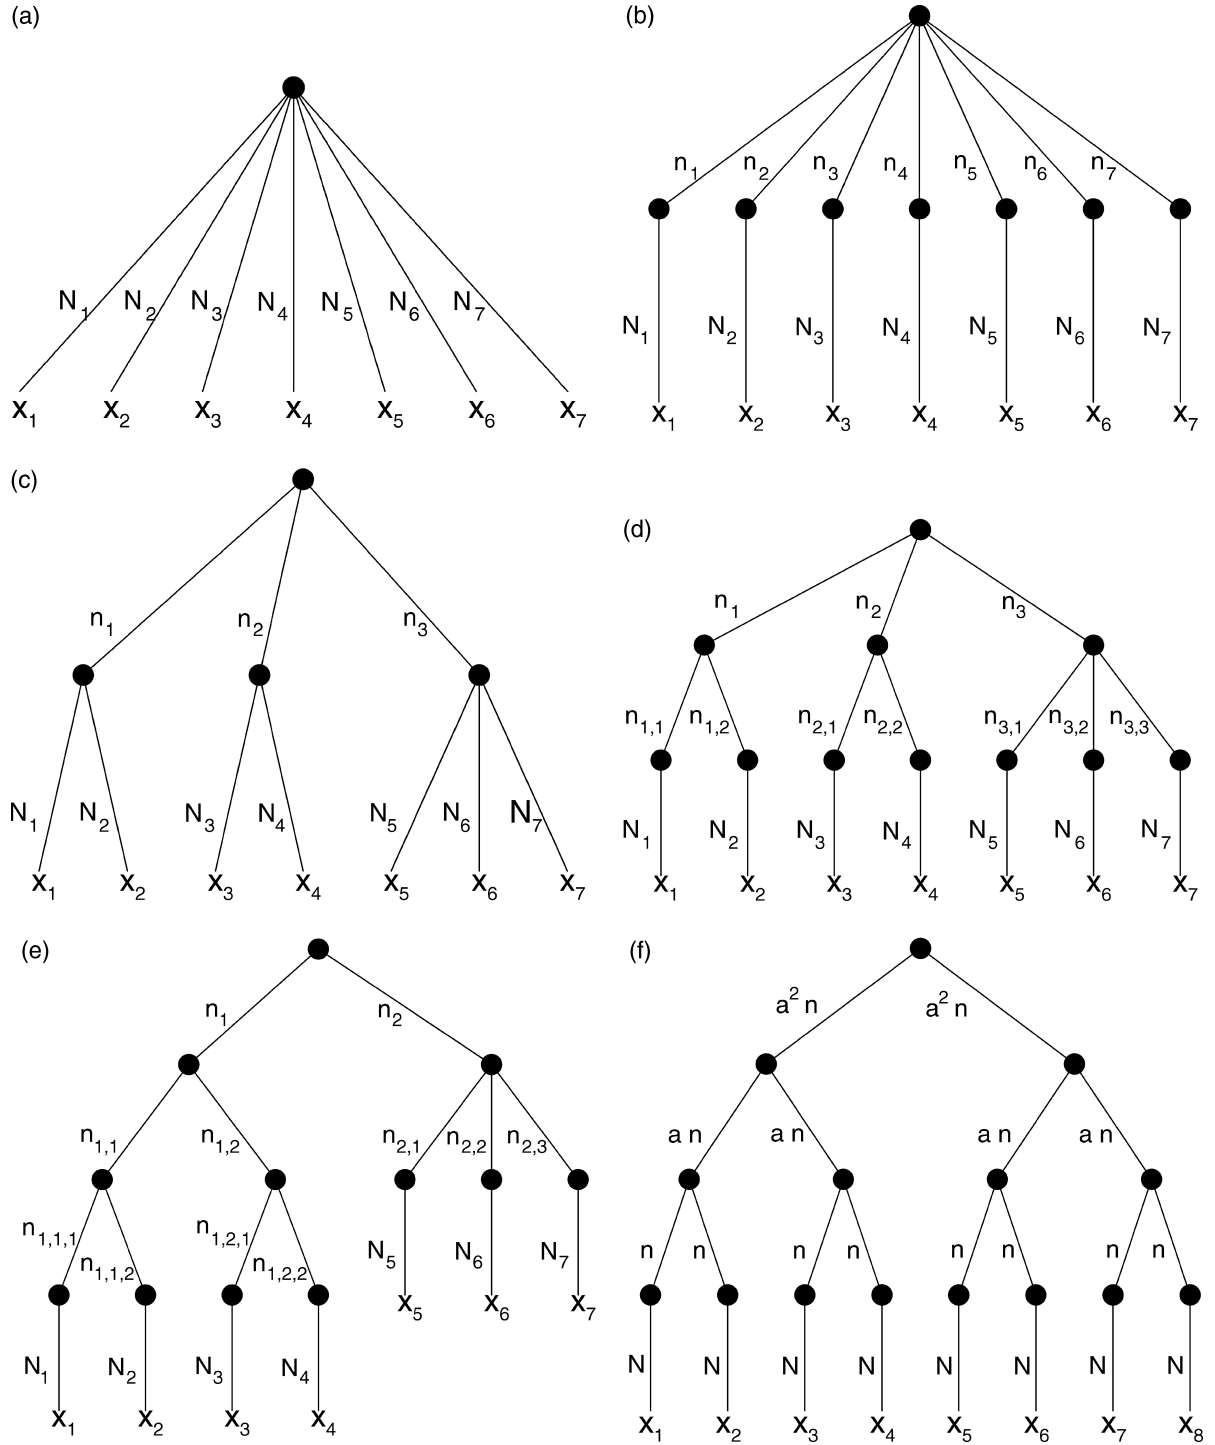 (a)
N₁ N₂ N₃ N₄ N₅ N₆ N₇
x₁ x₂ x₃ x₄ x₅ x₆ x₇
(b)
n₁ n₂ n₃ n₄ n₅ n₆ n₇
N₁ N₂ N₃ N₄ N₅ N₆ N₇
x₁ x₂ x₃ x₄ x₅ x₆ x₇
(c)
n₁ n₂ n₃
N₁ N₂ N₃ N₄ N₅ N₆ N₇
x₁ x₂ x₃ x₄ x₅ x₆ x₇
(d)
n₁ n₂ n₃
n₁,₁ n₁,₂ n₂,₁ n₂,₂ n₃,₁ n₃,₂ n₃,₃
N₁ N₂ N₃ N₄ N₅ N₆ N₇
x₁ x₂ x₃ x₄ x₅ x₆ x₇
(e)
n₁ n₂
n₁,₁ n₁,₂ n₂,₁ n₂,₂ n₂,₃
n₁,₁,₁ n₁,₁,₂ n₁,₂,₁ n₁,₂,₂ N₅ N₆ N₇
x₅ x₆ x₇
N₁ N₂ N₃ N₄
x₁ x₂ x₃ x₄
(f)
a² n a² n
a n a n a n a n
n n n n n n n n
N N N N N N N N
x₁ x₂ x₃ x₄ x₅ x₆ x₇ x₈